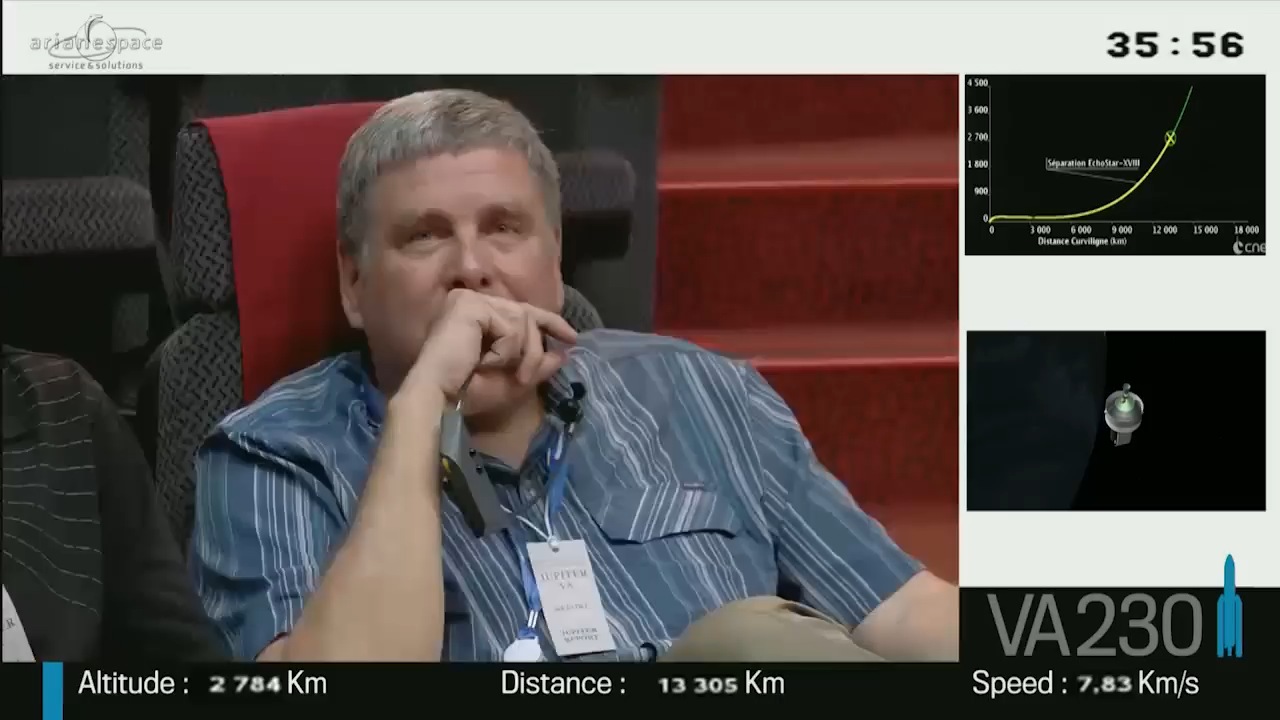 arianespace
service & solutions
35 : 56
4 500
3 600
2 700
1 800
900
0
Séparation EchoStar-XVIII
0 3 000 6 000 9 000 12 000 15 000 18 000
Distance Curviligne (km)
cne
JUPITER
VA230
Altitude : 2 784 Km
Distance : 13 305 Km
Speed : 7,83 Km/s